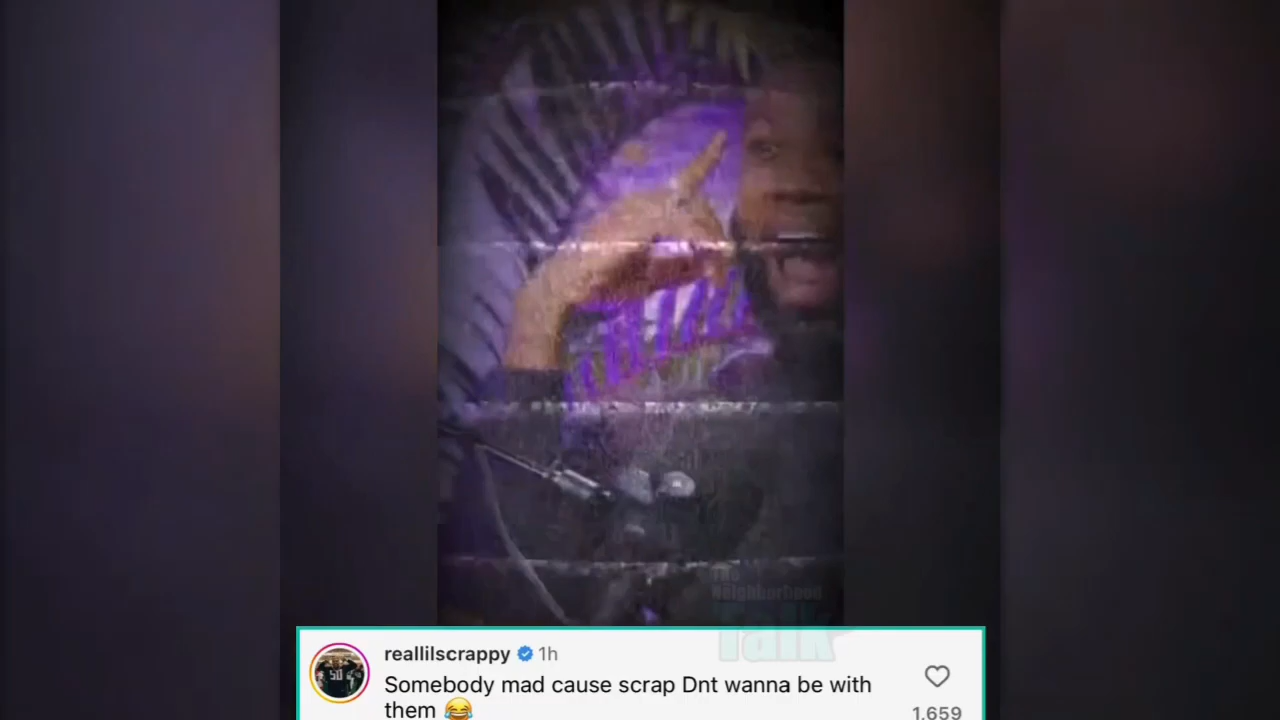 The
Neighborhood
Talk
reallilscrappy 1h
Somebody mad cause scrap Dnt wanna be with
them 😂
1,659